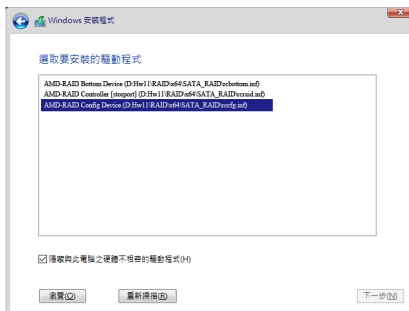 Windows 安裝程式
選取要安裝的驅動程式
AMD-RAID Bottom Device (D:\Hw11\RAID\x64\SATA_RAID\rcbottom.inf)
AMD-RAID Controller [storport] (D:\Hw11\RAID\x64\SATA_RAID\rcraid.inf)
AMD-RAID Config Device (D:\Hw11\RAID\x64\SATA_RAID\rccfg.inf)
隱藏與此電腦之硬體不相容的驅動程式(H)
瀏覽(O) 重新掃描(R) 下一步(N)